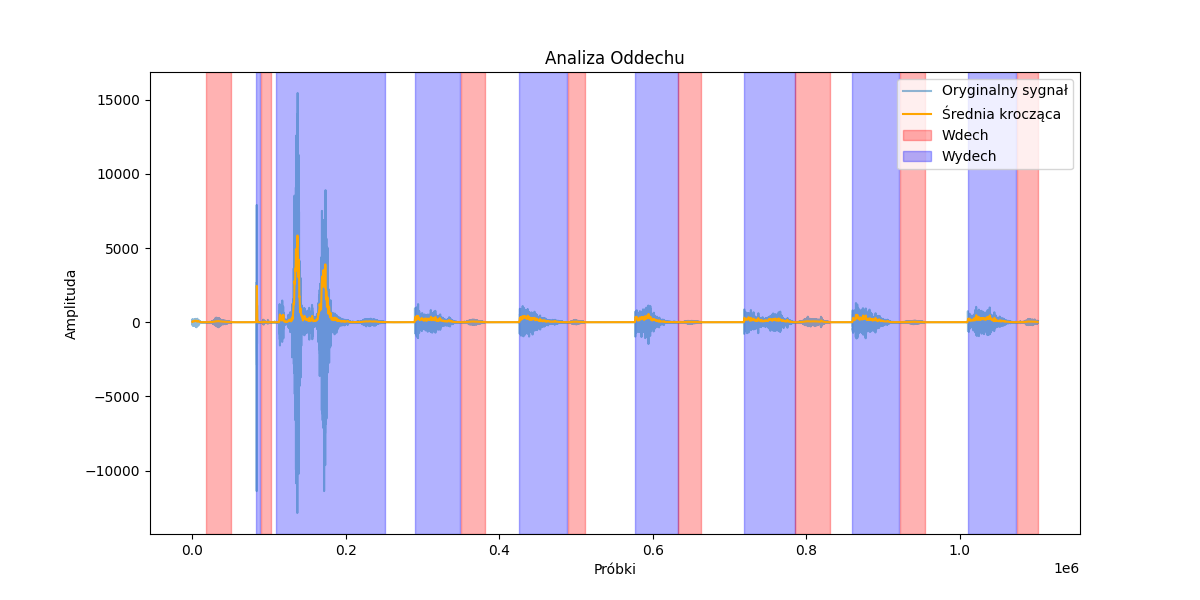 Analiza Oddechu
Oryginalny sygnał
Średnia krocząca
Wdech
Wydech
15000
10000
5000
0
−5000
−10000
Amplituda
0.0 0.2 0.4 0.6 0.8 1.0
1e6
Próbki